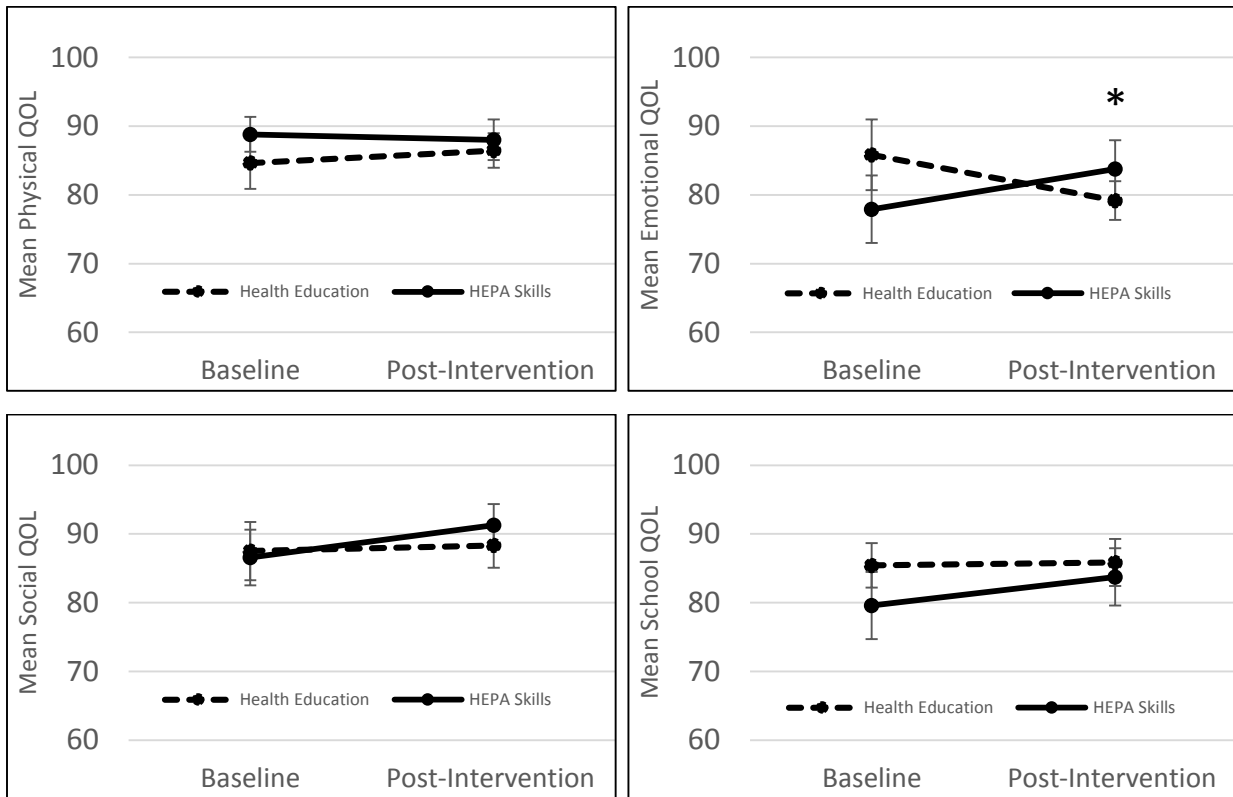 Mean Physical QOL
100
90
80
70
60
Health Education
HEPA Skills
Baseline
Post-Intervention
Mean Emotional QOL
100
90
80
70
60
*
Health Education
HEPA Skills
Baseline
Post-Intervention
Mean Social QOL
100
90
80
70
60
Health Education
HEPA Skills
Baseline
Post-Intervention
Mean School QOL
100
90
80
70
60
Health Education
HEPA Skills
Baseline
Post-Intervention